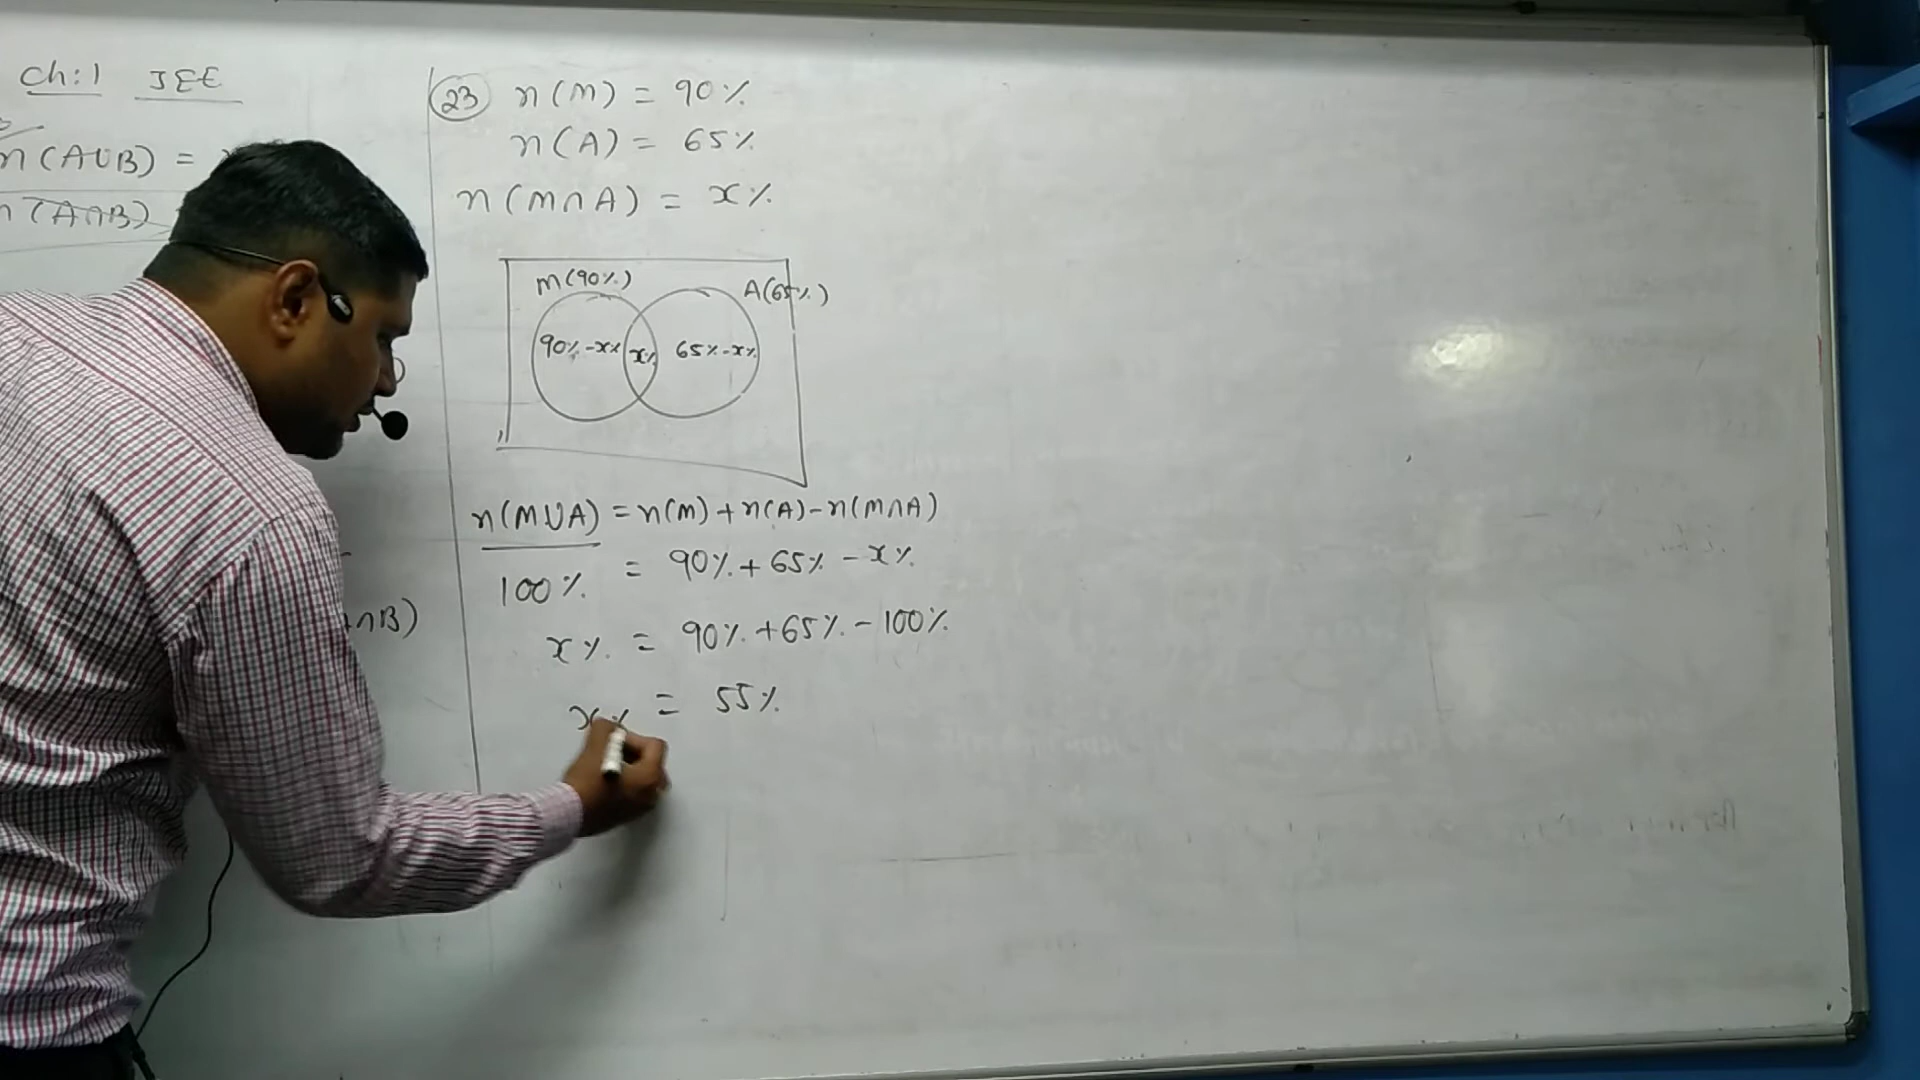 Ch:1 JEE
n(A∪B) =
n(A∩B)
∩B)
23 n(M) = 90%
n(A) = 65%
n(M∩A) = x%
M(90%)
A(65%)
90%-x% x% 65%-x%
n(M∪A) = n(M)+n(A)-n(M∩A)
100% = 90%+65%-x%
x% = 90%+65%-100%
x% = 55%